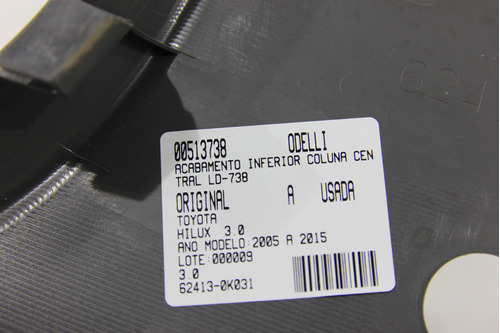 624
00513738 ODELLI
ACABAMENTO INFERIOR COLUNA CEN
TRAL LD-738
ORIGINAL A USADA
TOYOTA
HILUX 3.0
ANO MODELO:2005 A 2015
LOTE:000009
3.0
62413-0K031